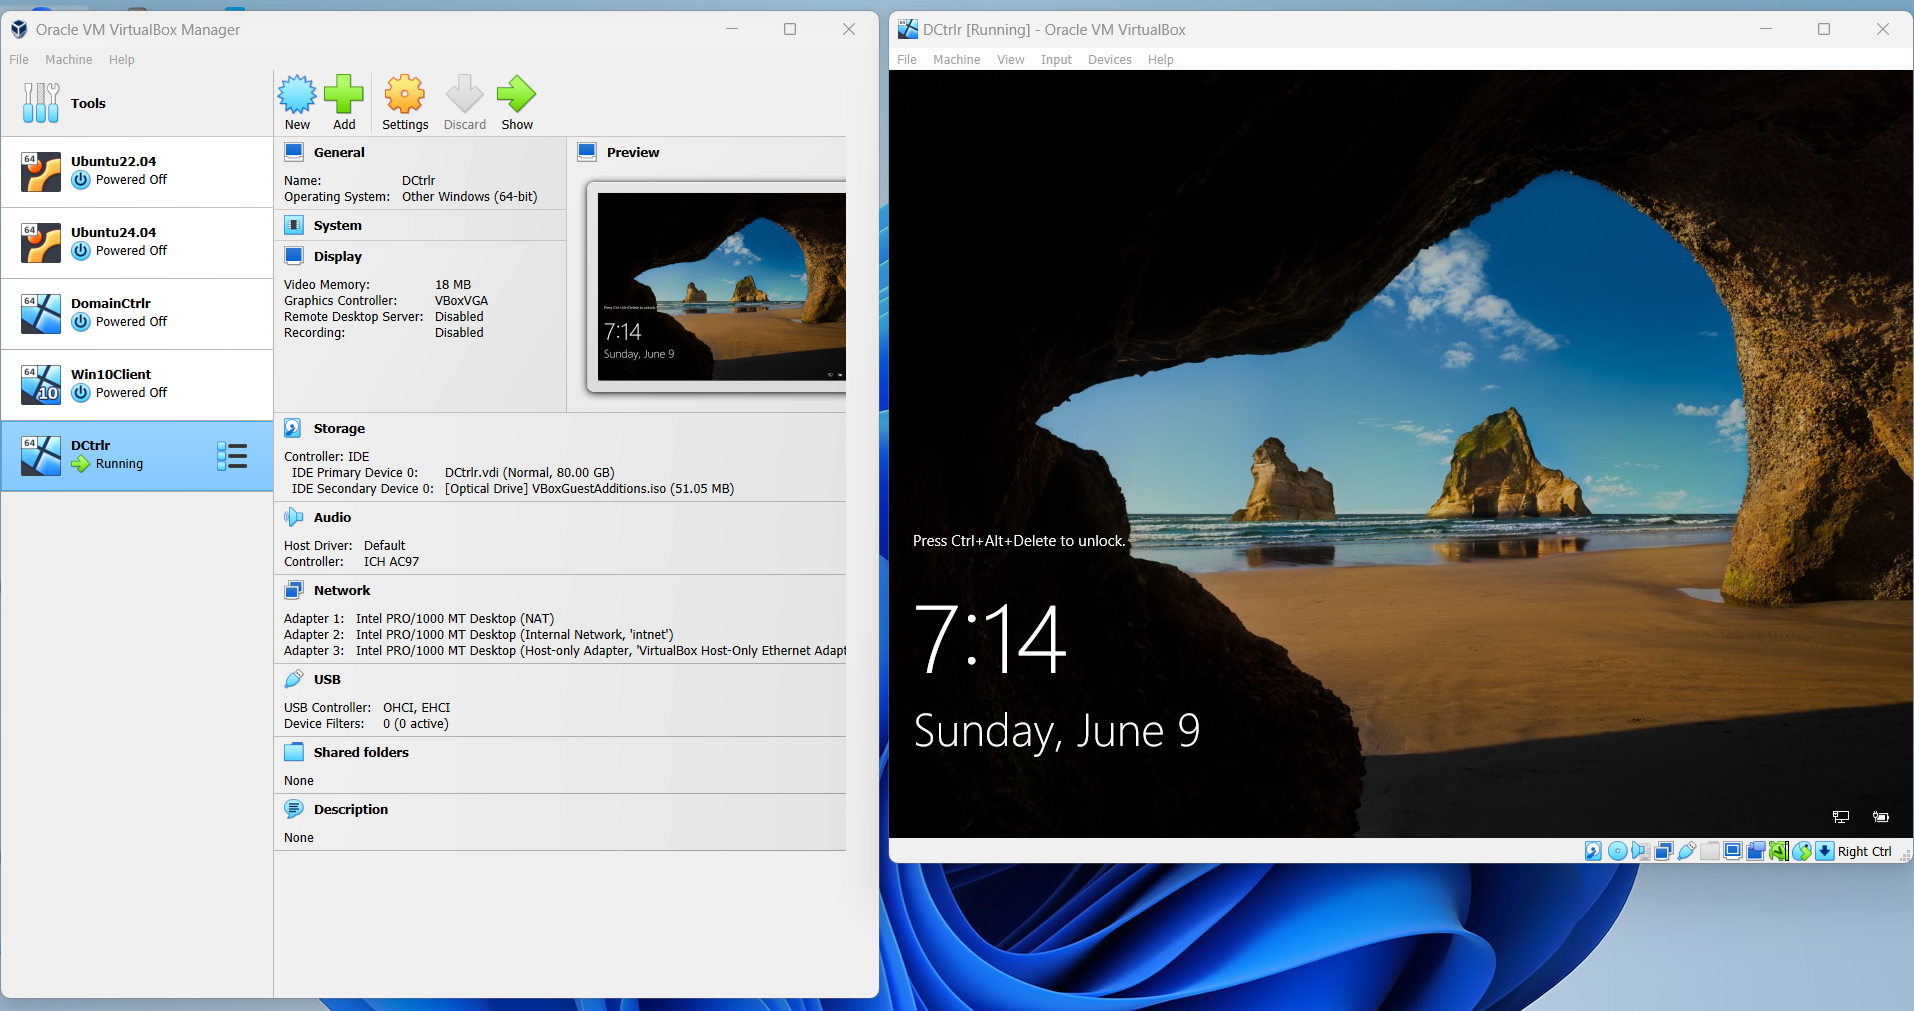 Oracle VM VirtualBox Manager
File Machine Help
Tools
New Add Settings Discard Show
Ubuntu22.04
Powered Off
Ubuntu24.04
Powered Off
DomainCtrlr
Powered Off
Win10Client
Powered Off
DCtrlr
Running
General
Name: DCtrlr
Operating System: Other Windows (64-bit)
System
Display
Video Memory: 18 MB
Graphics Controller: VBoxVGA
Remote Desktop Server: Disabled
Recording: Disabled
Preview
Press Ctrl+Alt+Delete to unlock.
7:14
Sunday, June 9
Storage
Controller: IDE
IDE Primary Device 0: DCtrlr.vdi (Normal, 80.00 GB)
IDE Secondary Device 0: [Optical Drive] VBoxGuestAdditions.iso (51.05 MB)
Audio
Host Driver: Default
Controller: ICH AC97
Network
Adapter 1: Intel PRO/1000 MT Desktop (NAT)
Adapter 2: Intel PRO/1000 MT Desktop (Internal Network, 'intnet')
Adapter 3: Intel PRO/1000 MT Desktop (Host-only Adapter, 'VirtualBox Host-Only Ethernet Adapt
USB
USB Controller: OHCI, EHCI
Device Filters: 0 (0 active)
Shared folders
None
Description
None
DCtrlr [Running] - Oracle VM VirtualBox
File Machine View Input Devices Help
Press Ctrl+Alt+Delete to unlock.
7:14
Sunday, June 9
Right Ctrl
64
64
64
64
10
64